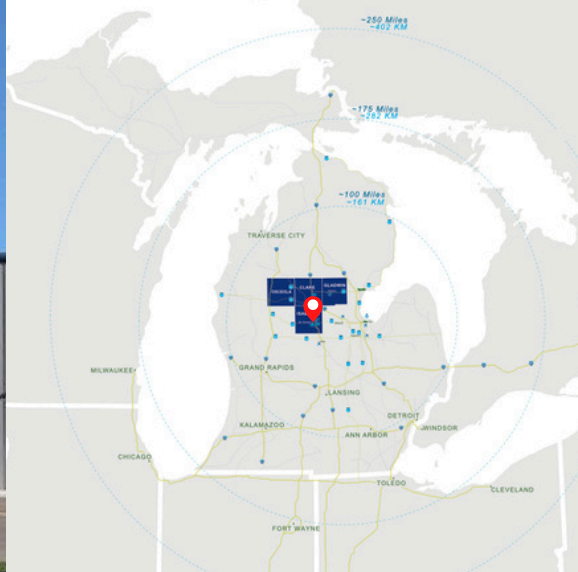 ~250 Miles
~402 KM
~175 Miles
~282 KM
~100 Miles
~161 KM
TRAVERSE CITY
OSCEOLA
CLARE
GLADWIN
MILWAUKEE
GRAND RAPIDS
LANSING
KALAMAZOO
DETROIT
WINDSOR
ANN ARBOR
CHICAGO
TOLEDO
CLEVELAND
FORT WAYNE